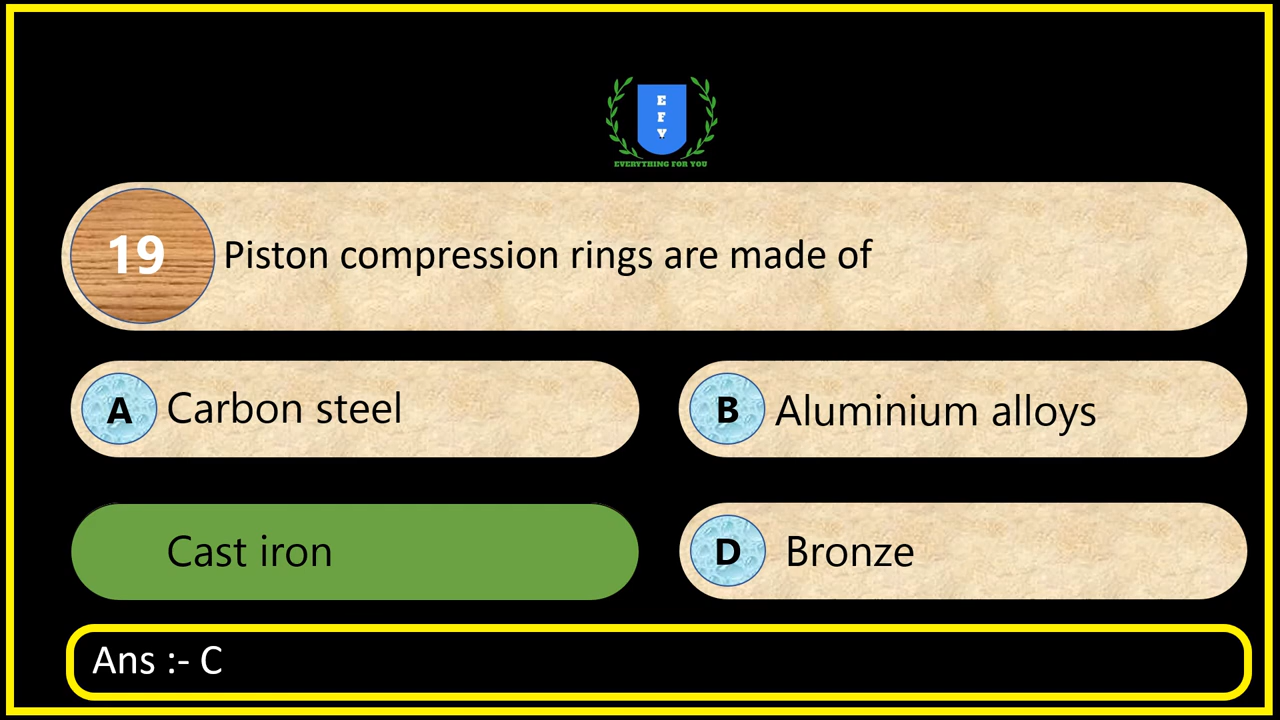 E
F
Y
EVERYTHING FOR YOU
19 Piston compression rings are made of
A Carbon steel
B Aluminium alloys
Cast iron
D Bronze
Ans :- C